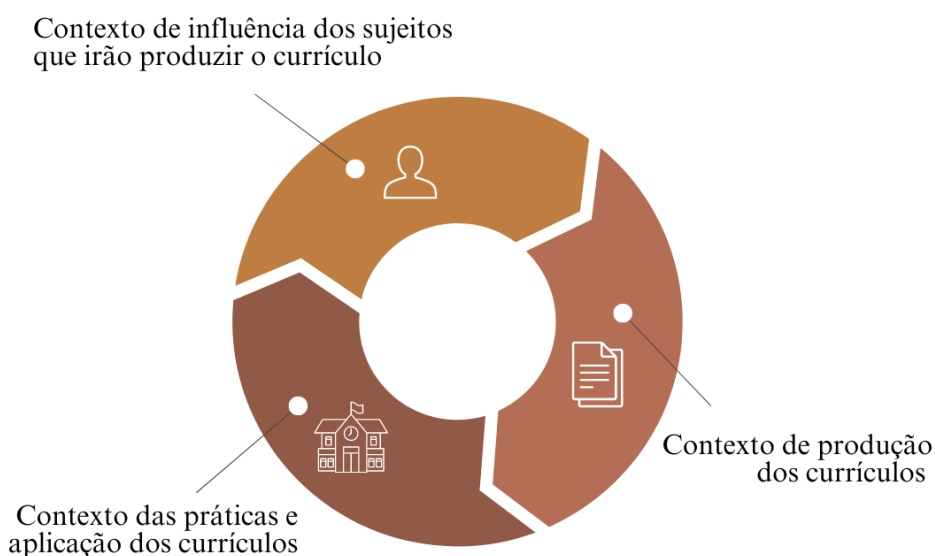 Contexto de influência dos sujeitos
que irão produzir o currículo
Contexto de produção
dos currículos
Contexto das práticas e
aplicação dos currículos